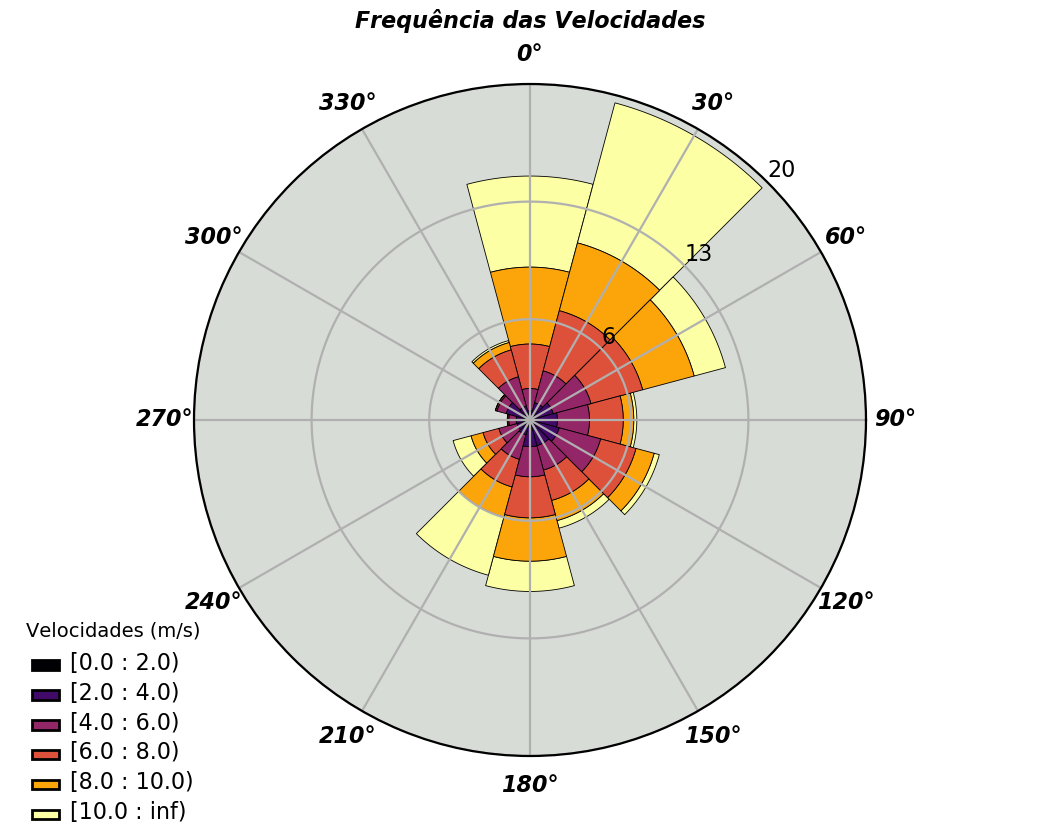 Frequência das Velocidades
0°
330°
30°
20
300°
60°
13
6
270°
90°
240°
120°
210°
150°
180°
Velocidades (m/s)
[0.0 : 2.0)
[2.0 : 4.0)
[4.0 : 6.0)
[6.0 : 8.0)
[8.0 : 10.0)
[10.0 : inf)